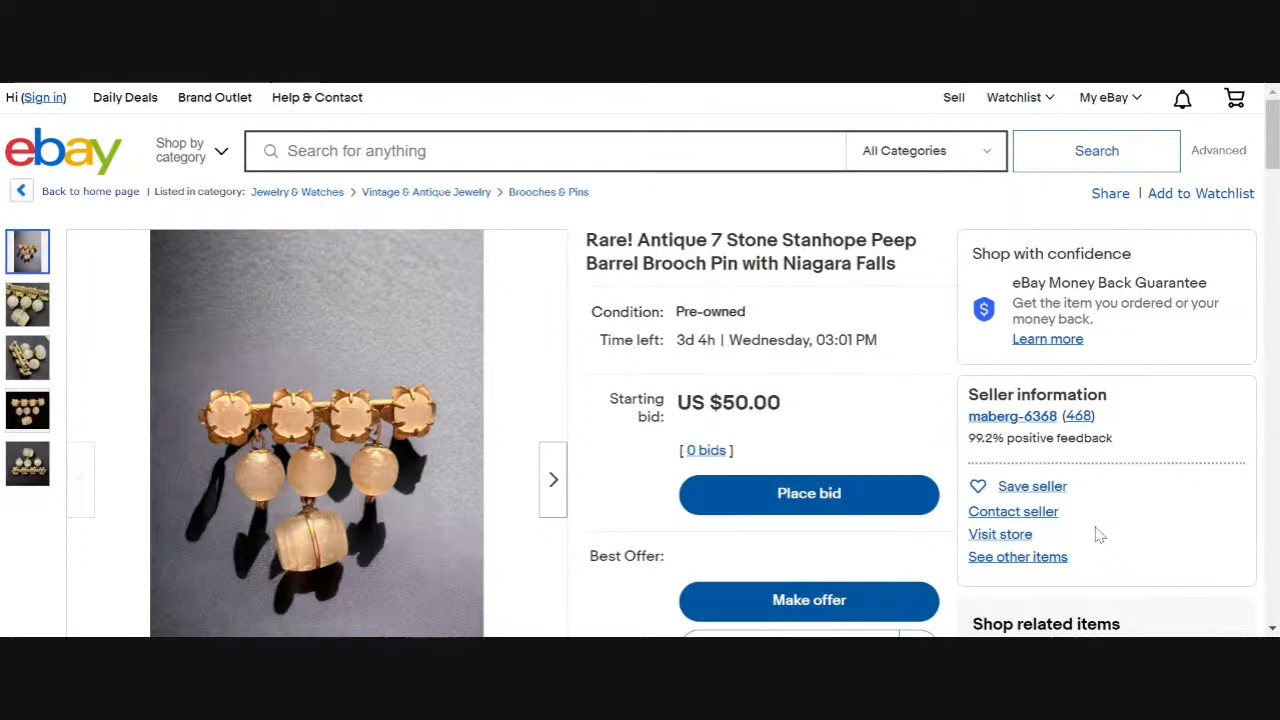 Hi (Sign in) Daily Deals Brand Outlet Help & Contact Sell Watchlist My eBay
ebay Shop by category Search for anything All Categories Search Advanced
Back to home page | Listed in category: Jewelry & Watches > Vintage & Antique Jewelry > Brooches & Pins Share | Add to Watchlist
Rare! Antique 7 Stone Stanhope Peep
Barrel Brooch Pin with Niagara Falls
Condition: Pre-owned
Time left: 3d 4h | Wednesday, 03:01 PM
Starting
bid: US $50.00
[ 0 bids ]
Place bid
Best Offer:
Make offer
Shop with confidence
eBay Money Back Guarantee
Get the item you ordered or your
money back.
Learn more
Seller information
maberg-6368 (468)
99.2% positive feedback
Save seller
Contact seller
Visit store
See other items
Shop related items